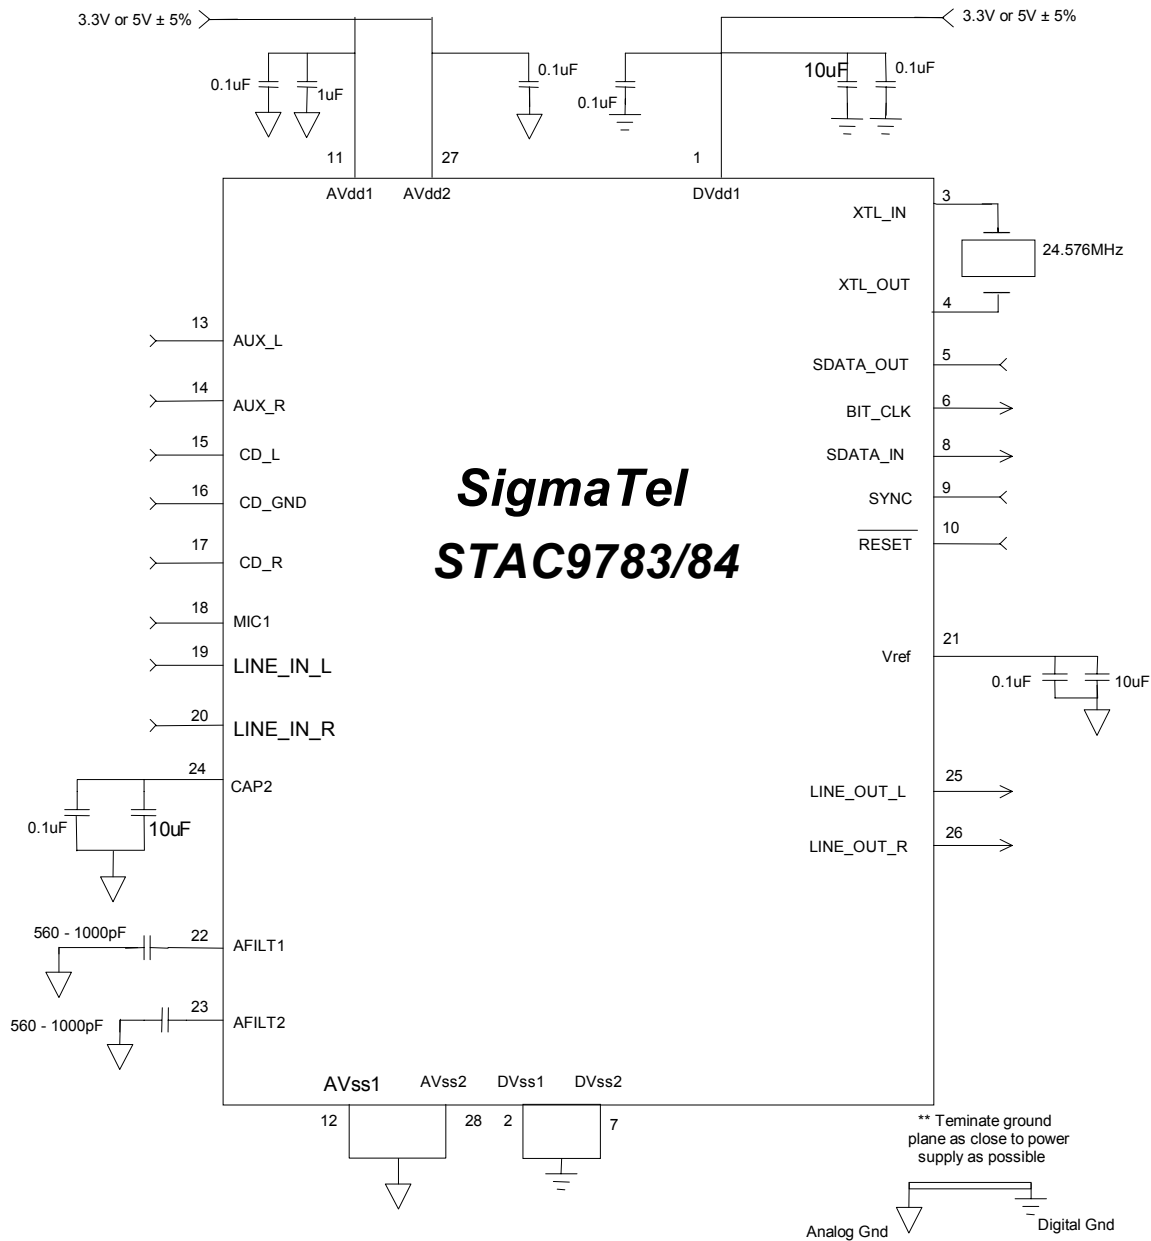 3.3V or 5V ± 5%
3.3V or 5V ± 5%
0.1uF
1uF
0.1uF
0.1uF
10uF
0.1uF
11
27
1
AVdd1
AVdd2
DVdd1
3
XTL_IN
24.576MHz
XTL_OUT
4
13
AUX_L
5
SDATA_OUT
14
AUX_R
6
BIT_CLK
15
CD_L
8
SDATA_IN
16
CD_GND
9
SYNC
SigmaTel
STAC9783/84
10
RESET
17
CD_R
18
MIC1
19
LINE_IN_L
21
Vref
0.1uF
10uF
20
LINE_IN_R
24
CAP2
0.1uF
10uF
25
LINE_OUT_L
26
LINE_OUT_R
560 - 1000pF
22
AFILT1
560 - 1000pF
23
AFILT2
AVss1
AVss2
DVss1
DVss2
12
28
2
7
** Teminate ground
plane as close to power
supply as possible
Analog Gnd
Digital Gnd